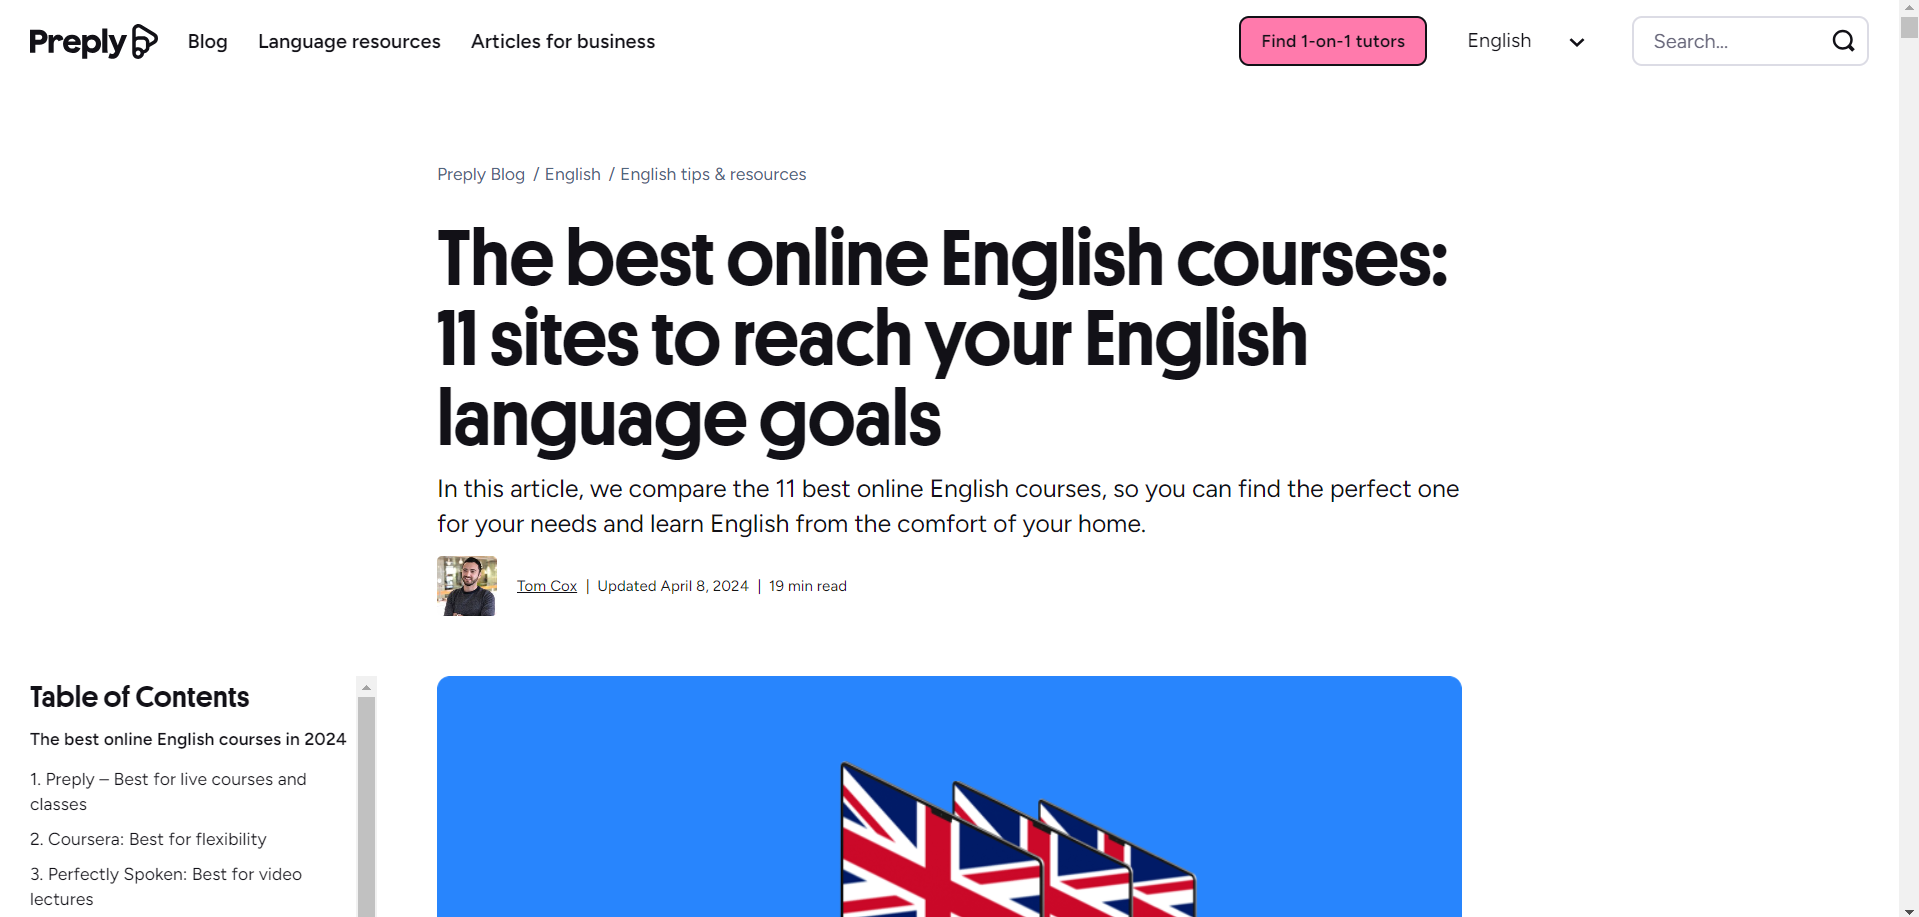 Preply
Blog
Language resources
Articles for business
Find 1-on-1 tutors
English
Search...
Preply Blog / English / English tips & resources
The best online English courses:
11 sites to reach your English
language goals
In this article, we compare the 11 best online English courses, so you can find the perfect one
for your needs and learn English from the comfort of your home.
Tom Cox | Updated April 8, 2024 | 19 min read
Table of Contents
The best online English courses in 2024
1. Preply – Best for live courses and
classes
2. Coursera: Best for flexibility
3. Perfectly Spoken: Best for video
lectures